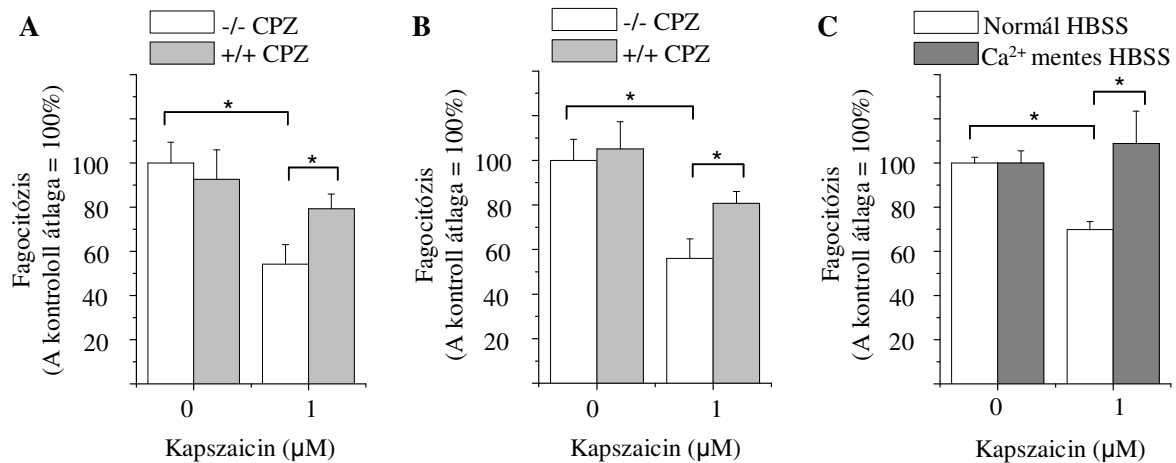 A
-/- CPZ
+/+ CPZ
Fagocitózis
(A kontrololl átlaga = 100%)
100
80
60
40
20
0
1
Kapszaicin (μM)
*
*
B
-/- CPZ
+/+ CPZ
Fagocitózis
(A kontroll átlaga = 100%)
100
80
60
40
20
0
1
Kapszaicin (μM)
*
*
C
Normál HBSS
Ca²⁺ mentes HBSS
Fagocitózis
(A kontroll átlaga = 100%)
100
80
60
40
20
0
1
Kapszaicin (μM)
*
*